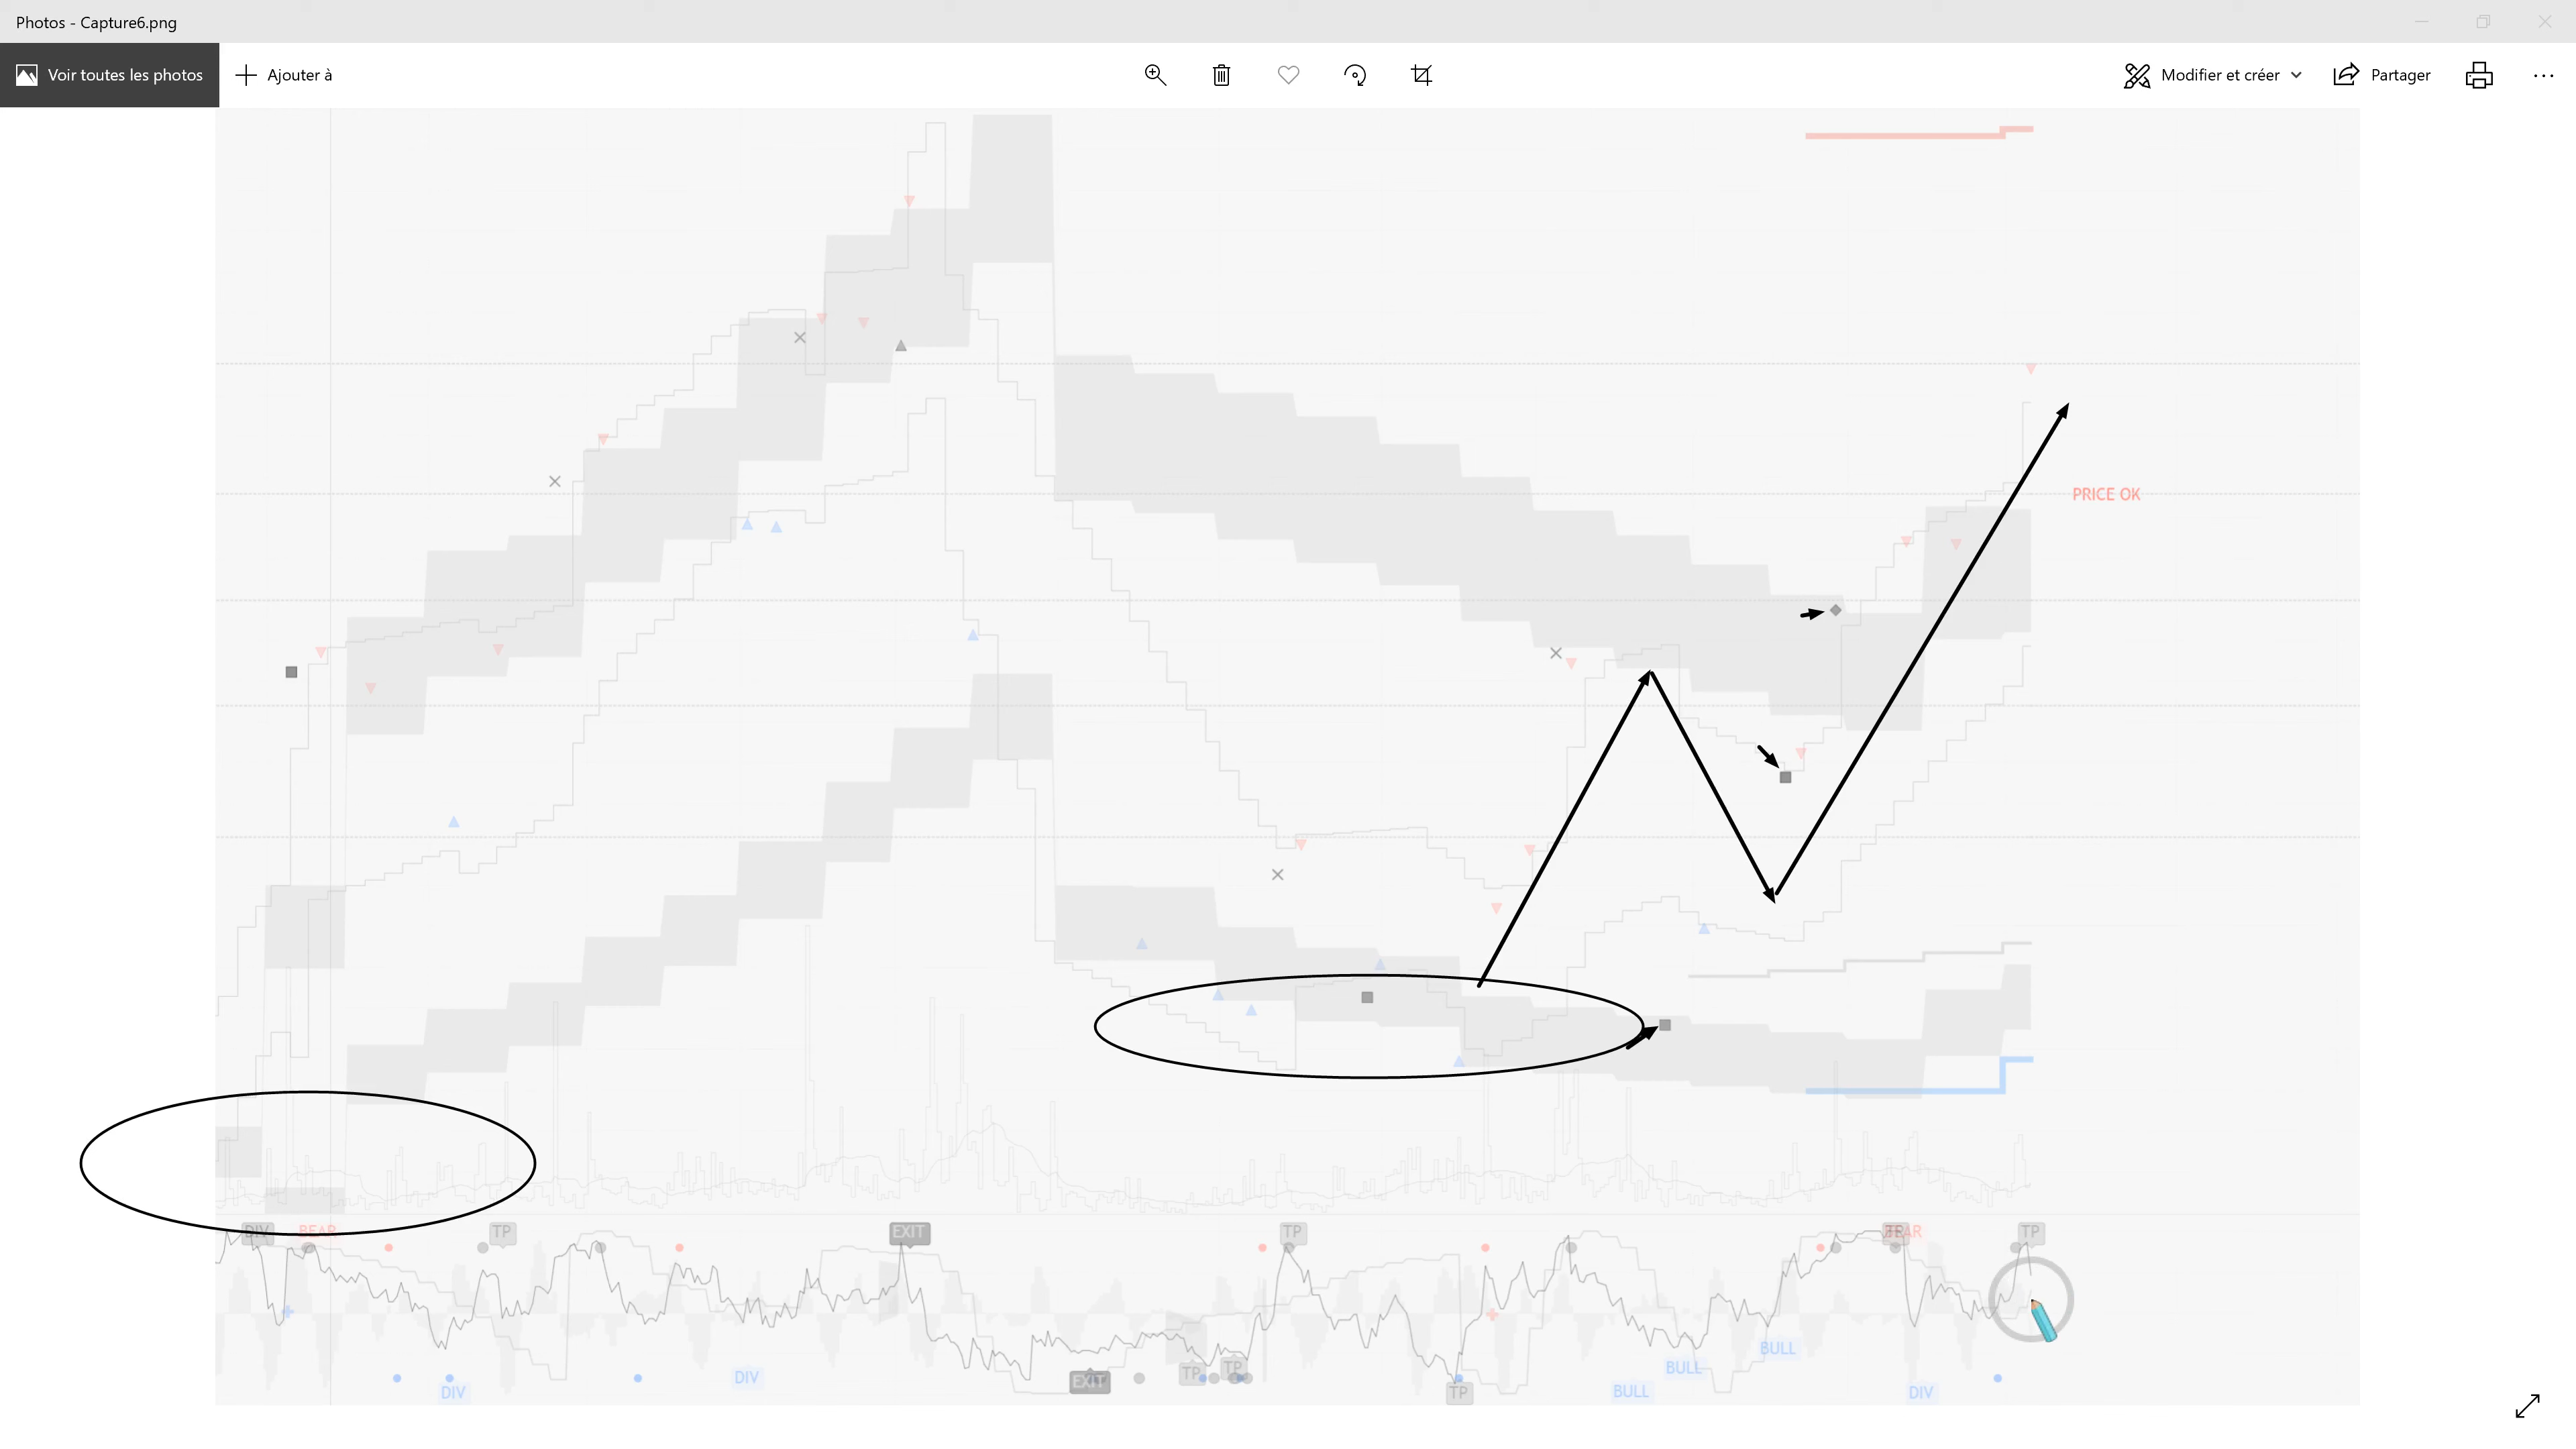 Photos - Capture6.png
Voir toutes les photos
Ajouter à
Modifier et créer
Partager
PRICE OK
DIV BEAR TP EXIT TP TP
DIV DIV EXIT TP TP TP BULL BULL BULL DIV